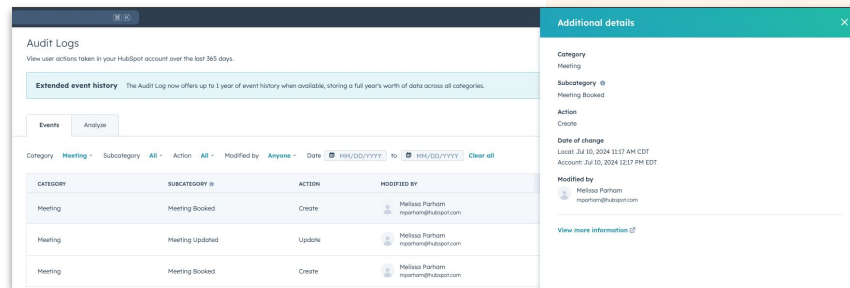 ⌘ K
Audit Logs
View user actions taken in your HubSpot account over the last 365 days.
Extended event history The Audit Log now offers up to 1 year of event history when available, storing a full year's worth of data across all categories.
Events Analyze
Category Meeting Subcategory All Action All Modified by Anyone Date MM/DD/YYYY to MM/DD/YYYY Clear all
CATEGORY SUBCATEGORY ACTION MODIFIED BY
Meeting Meeting Booked Create Melissa Parham
mparham@hubspot.com
Meeting Meeting Updated Update Melissa Parham
mparham@hubspot.com
Meeting Meeting Booked Create Melissa Parham
mparham@hubspot.com
Additional details
Category
Meeting
Subcategory
Meeting Booked
Action
Create
Date of change
Local: Jul 10, 2024 11:17 AM CDT
Account: Jul 10, 2024 12:17 PM EDT
Modified by
Melissa Parham
mparham@hubspot.com
View more information